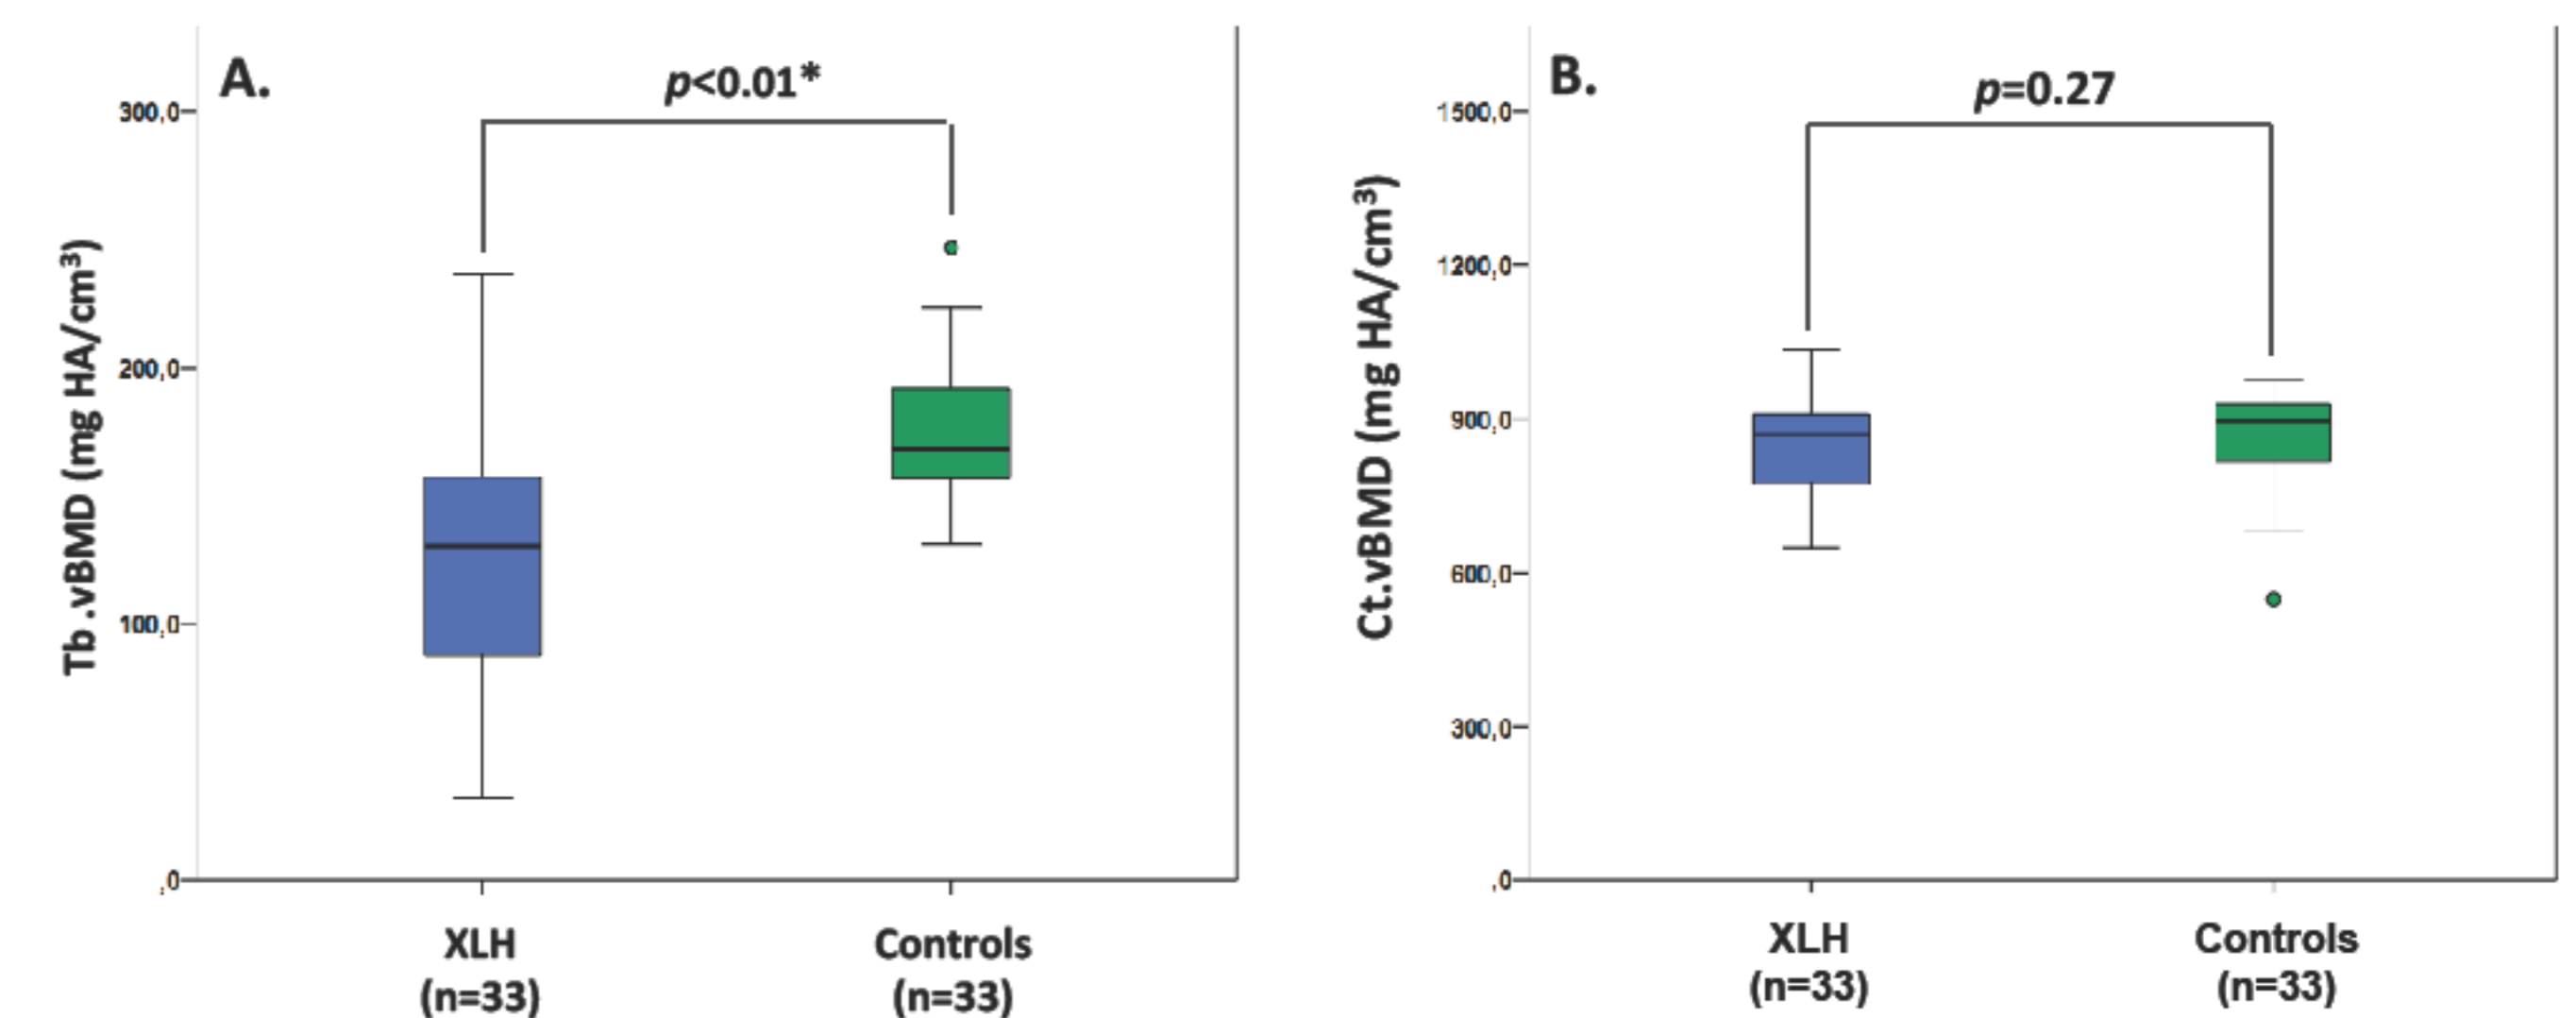 A.
p<0.01*
Tb .vBMD (mg HA/cm³)
300,0
200,0
100,0
,0
XLH
(n=33)
Controls
(n=33)
B.
p=0.27
Ct.vBMD (mg HA/cm³)
1500,0
1200,0
900,0
600,0
300,0
,0
XLH
(n=33)
Controls
(n=33)